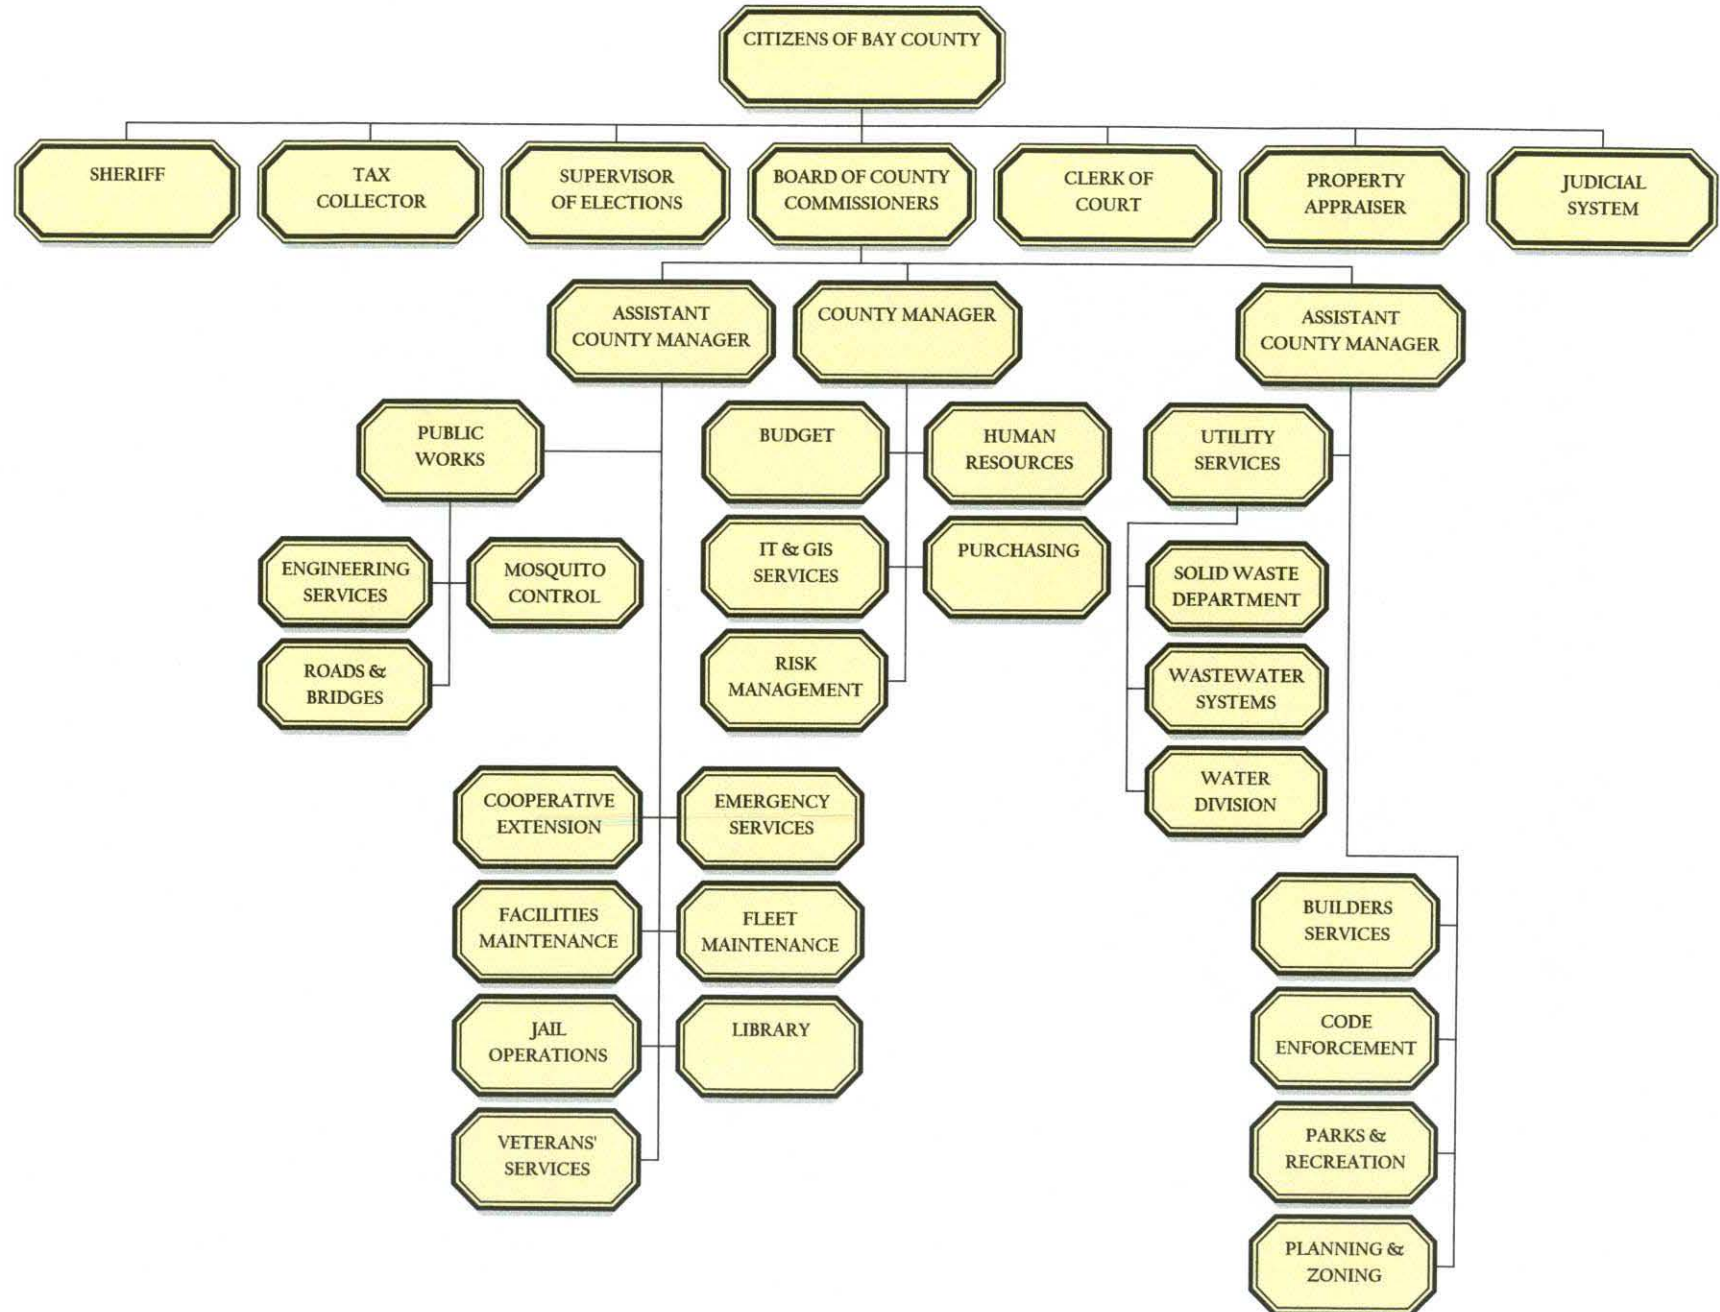 CITIZENS OF BAY COUNTY
SHERIFF
TAX
COLLECTOR
SUPERVISOR
OF ELECTIONS
BOARD OF COUNTY
COMMISSIONERS
CLERK OF
COURT
PROPERTY
APPRAISER
JUDICIAL
SYSTEM
ASSISTANT
COUNTY MANAGER
COUNTY MANAGER
ASSISTANT
COUNTY MANAGER
PUBLIC
WORKS
BUDGET
HUMAN
RESOURCES
UTILITY
SERVICES
ENGINEERING
SERVICES
MOSQUITO
CONTROL
IT & GIS
SERVICES
PURCHASING
SOLID WASTE
DEPARTMENT
ROADS &
BRIDGES
RISK
MANAGEMENT
WASTEWATER
SYSTEMS
WATER
DIVISION
COOPERATIVE
EXTENSION
EMERGENCY
SERVICES
FACILITIES
MAINTENANCE
FLEET
MAINTENANCE
BUILDERS
SERVICES
JAIL
OPERATIONS
LIBRARY
CODE
ENFORCEMENT
VETERANS'
SERVICES
PARKS &
RECREATION
PLANNING &
ZONING